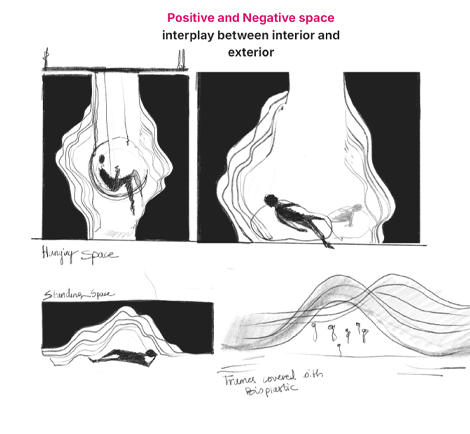 Positive and Negative space
interplay between interior and
exterior
Hanging Space
Standing Space
Frames covered with
Bioplastic